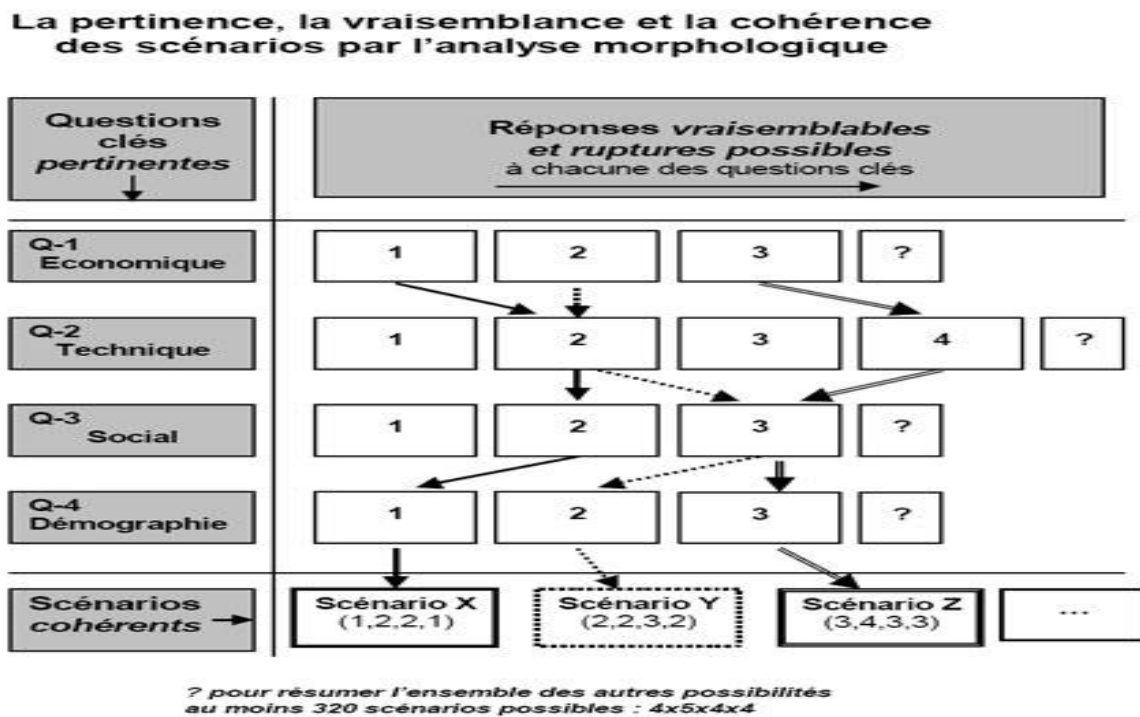 La pertinence, la vraisemblance et la cohérence
des scénarios par l'analyse morphologique
Questions
clés
pertinentes
Réponses vraisemblables
et ruptures possibles
à chacune des questions clés
Q-1
Economique
1
2
3
?
Q-2
Technique
1
2
3
4
?
Q-3
Social
1
2
3
?
Q-4
Démographie
1
2
3
?
Scénarios
cohérents
Scénario X
(1,2,2,1)
Scénario Y
(2,2,3,2)
Scénario Z
(3,4,3,3)
...
? pour résumer l'ensemble des autres possibilités
au moins 320 scénarios possibles : 4x5x4x4